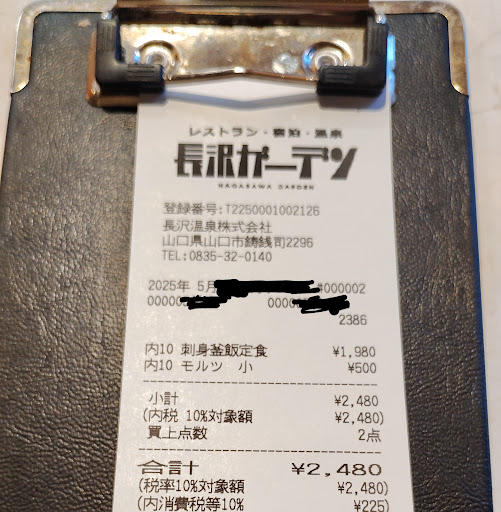 レストラン・宿泊・温泉
長沢ガーデン
NAGASAWA GARDEN
登録番号:T2250001002126
長沢温泉株式会社
山口県山口市鋳銭司2296
TEL:0835-32-0140
2025年 5月 #000002
00000 0000
2386
内10 刺身釜飯定食 ¥1,980
内10 モルツ 小 ¥500
小計 ¥2,480
(内税 10%対象額 ¥2,480)
買上点数 2点
合計 ¥2,480
(税率10%対象額 ¥2,480)
(内消費税等10% ¥225)